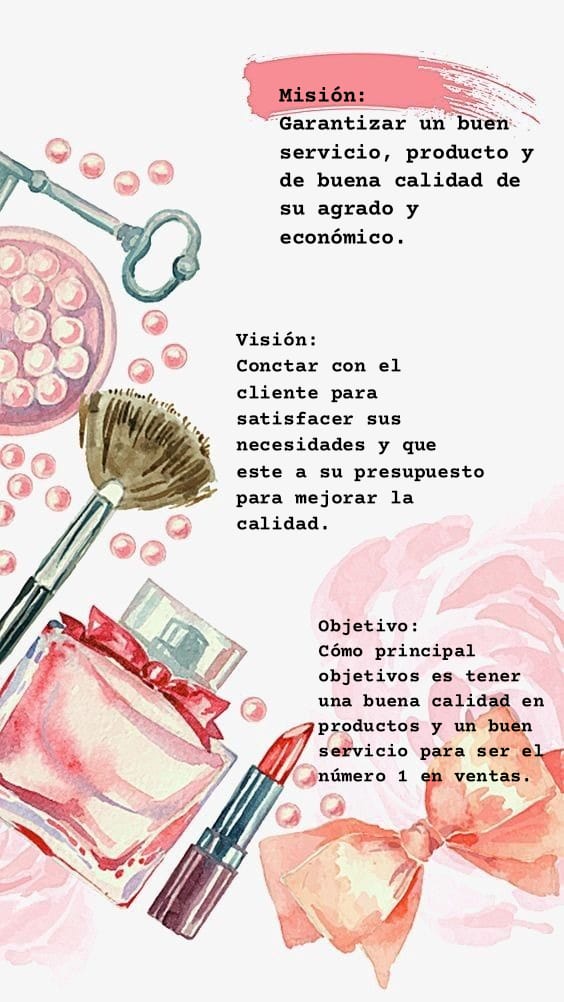 Misión:
Garantizar un buen
servicio, producto y
de buena calidad de
su agrado y
económico.
Visión:
Conctar con el
cliente para
satisfacer sus
necesidades y que
este a su presupuesto
para mejorar la
calidad.
Objetivo:
Cómo principal
objetivos es tener
una buena calidad en
productos y un buen
servicio para ser el
número 1 en ventas.